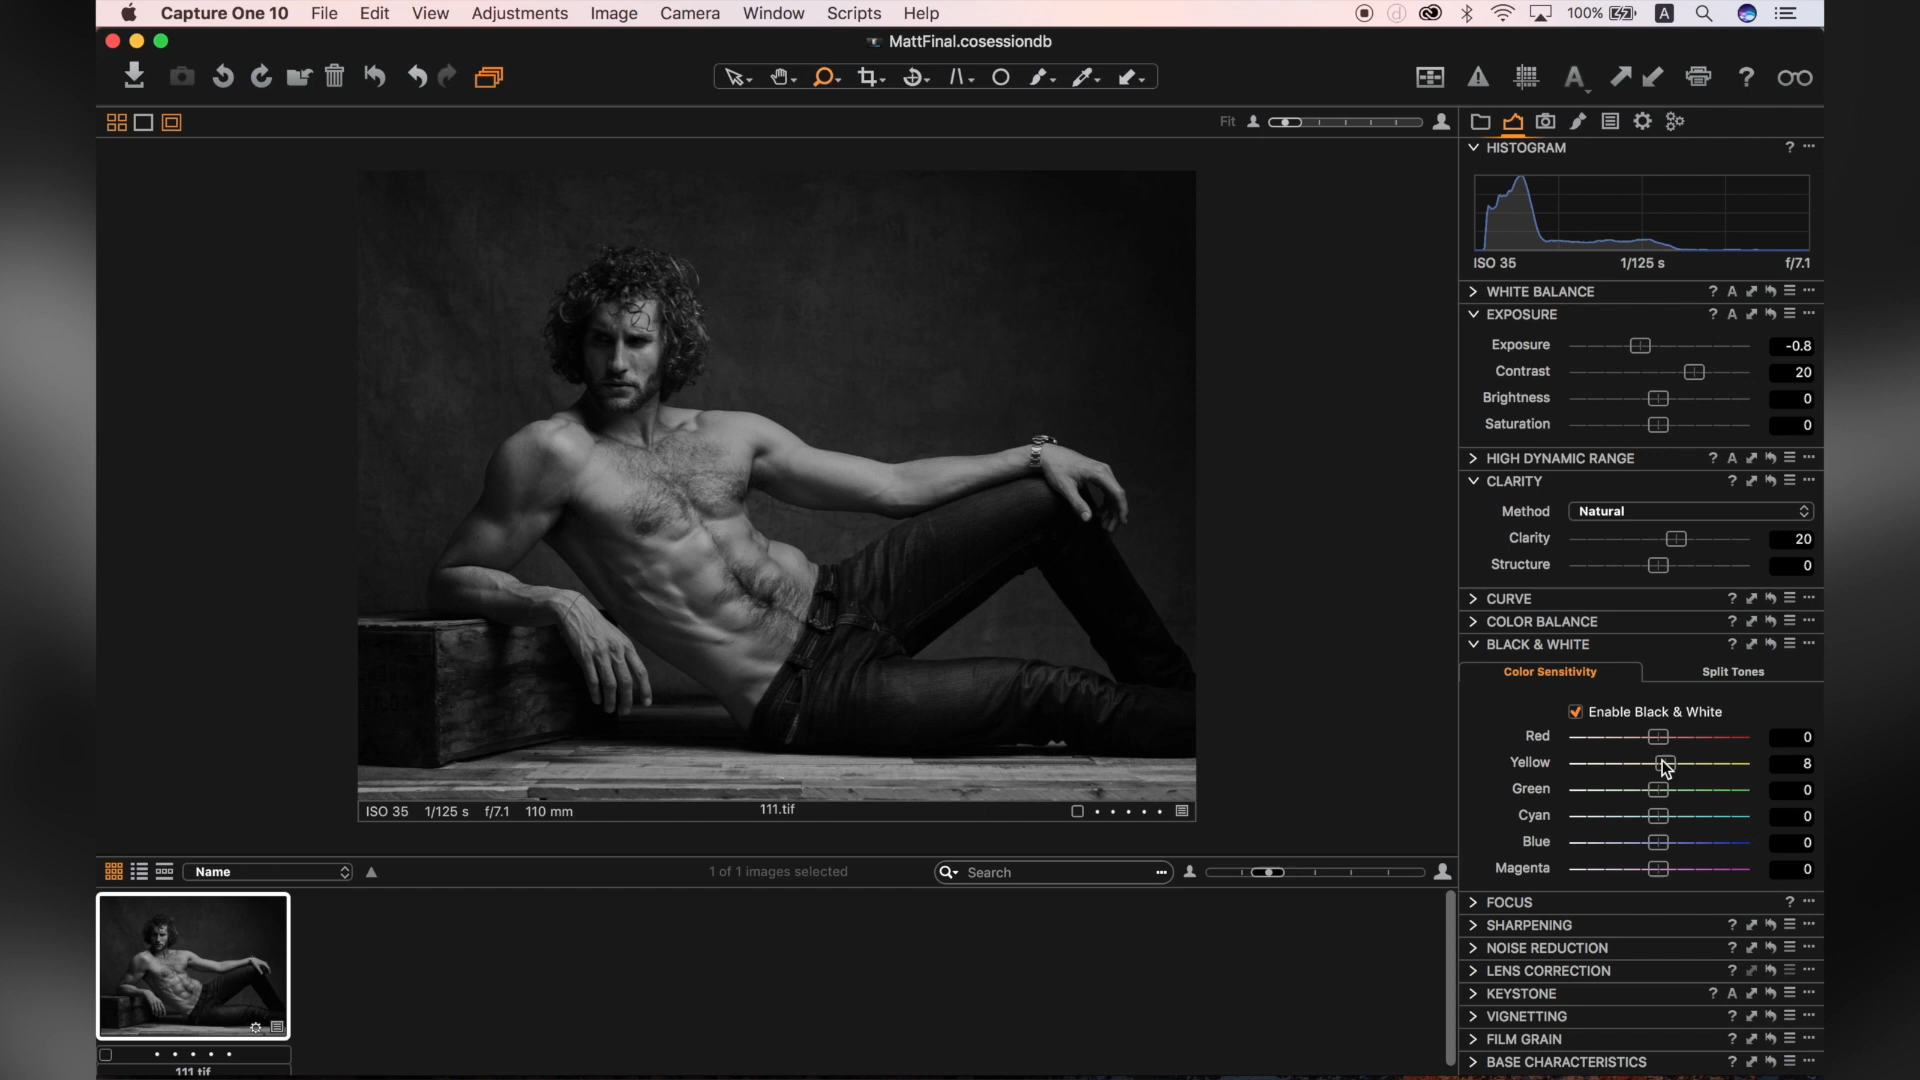 Capture One 10 File Edit View Adjustments Image Camera Window Scripts Help 100% A
MattFinal.cosessiondb
Fit
HISTOGRAM ?
ISO 35 1/125 s f/7.1
WHITE BALANCE ? A
EXPOSURE ? A
Exposure -0.8
Contrast 20
Brightness 0
Saturation 0
HIGH DYNAMIC RANGE ? A
CLARITY ?
Method Natural
Clarity 20
Structure 0
CURVE ?
COLOR BALANCE ?
BLACK & WHITE ?
Color Sensitivity Split Tones
Enable Black & White
Red 0
Yellow 8
Green 0
Cyan 0
Blue 0
Magenta 0
FOCUS ?
SHARPENING ?
NOISE REDUCTION ?
LENS CORRECTION ?
KEYSTONE ? A
VIGNETTING ?
FILM GRAIN ?
BASE CHARACTERISTICS ?
ISO 35 1/125 s f/7.1 110 mm 111.tif
Name 1 of 1 images selected Search
111.tif